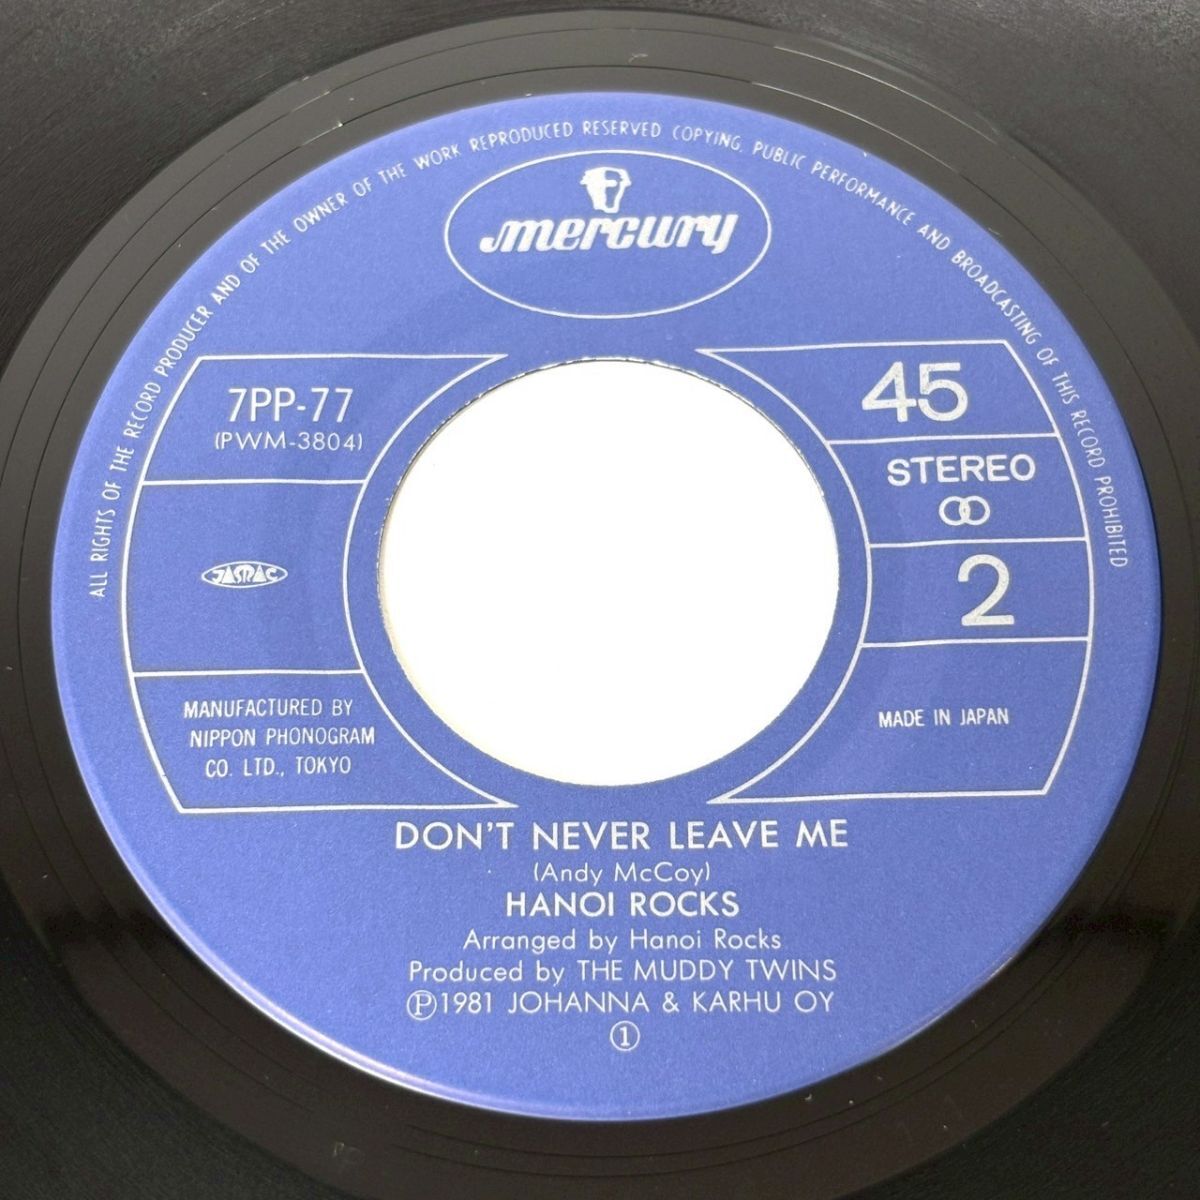 ALL RIGHTS OF THE RECORD PRODUCER AND OF THE OWNER OF THE WORK REPRODUCED RESERVED COPYING, PUBLIC PERFORMANCE AND BROADCASTING OF THIS RECORD PROHIBITED
mercury
7PP-77
(PWM-3804)
JASRAC
MANUFACTURED BY
NIPPON PHONOGRAM
CO. LTD., TOKYO
45
STEREO
2
MADE IN JAPAN
DON'T NEVER LEAVE ME
(Andy McCoy)
HANOI ROCKS
Arranged by Hanoi Rocks
Produced by THE MUDDY TWINS
Ⓟ1981 JOHANNA & KARHU OY
①